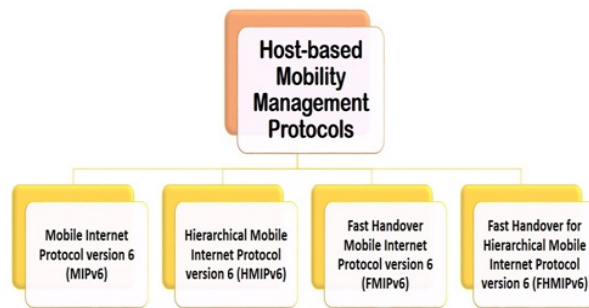 Host-based
Mobility
Management
Protocols
Mobile Internet
Protocol version 6
(MIPv6)
Hierarchical Mobile
Internet Protocol
version 6 (HMIPv6)
Fast Handover
Mobile Internet
Protocol version 6
(FMIPv6)
Fast Handover for
Hierarchical Mobile
Internet Protocol
version 6 (FHMIPv6)